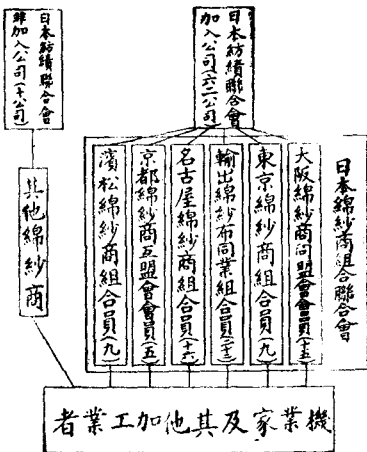 日本紡績聯合會
加入公司(六二公司)
日本紡績聯合會
非加入公司(十公司)
日本綿紗商組合聯合會
大阪綿紗商同盟會會員(十五)
東京綿紗商組合員(九)
輸出綿紗布同業組合員
名古屋綿紗商組合員(十六)
京都綿紗商互盟會會員(五)
濱松綿紗商組合員(九)
其他綿紗商
機業家及其他加工業者